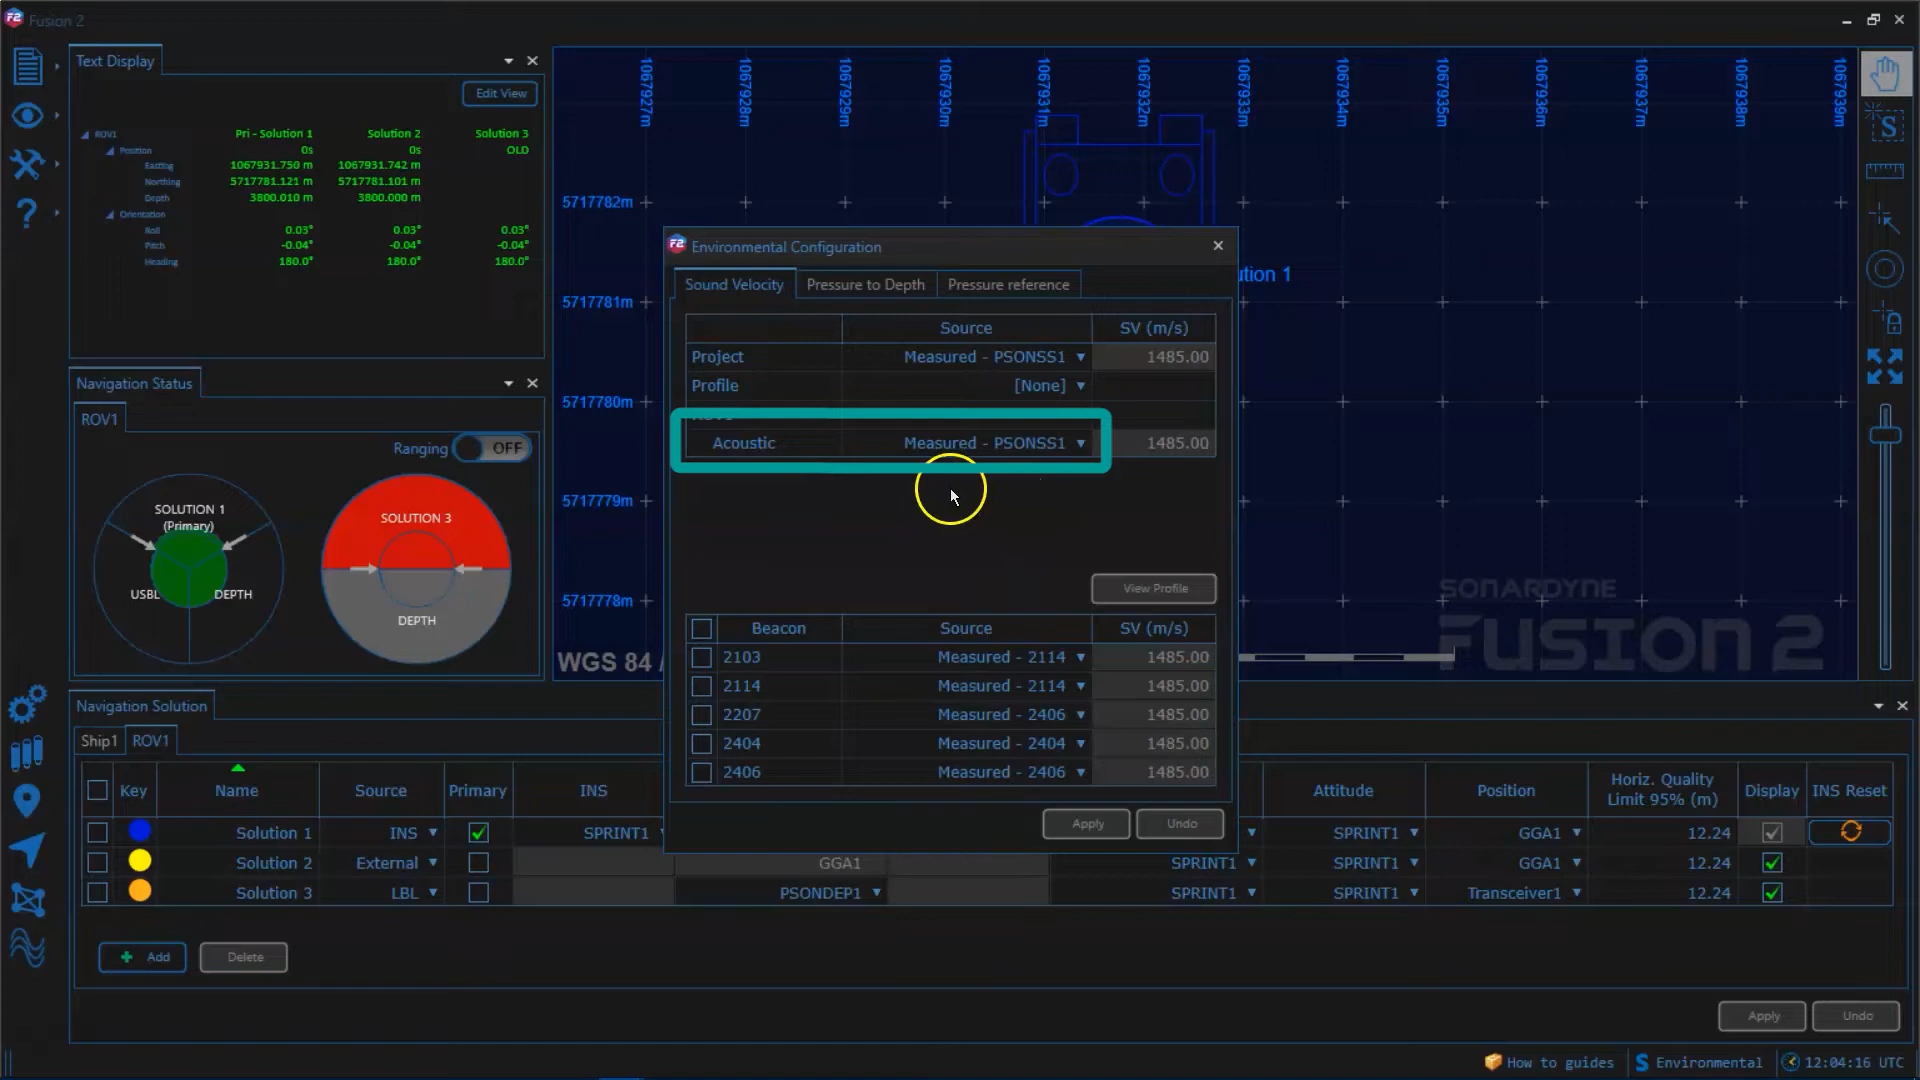 Fusion 2
Text Display
Edit View
ROV1 Pri - Solution 1 Solution 2 Solution 3
Position 0s 0s OLD
Easting 1067931.750 m 1067931.742 m
Northing 5717781.121 m 5717781.101 m
Depth 3800.010 m 3800.000 m
Orientation
Roll 0.03° 0.03° 0.03°
Pitch -0.04° -0.04° -0.04°
Heading 180.0° 180.0° 180.0°
1067927m 1067928m 1067929m 1067930m 1067931m 1067932m 1067933m 1067934m 1067935m 1067936m 1067937m 1067938m 1067939m
5717782m
5717781m
5717780m
5717779m
5717778m
ution 1
WGS 84 /
SONARDYNE
FUSION 2
S
Navigation Status
ROV1
Ranging OFF
SOLUTION 1
(Primary)
USBL DEPTH
SOLUTION 3
DEPTH
F2 Environmental Configuration
Sound Velocity Pressure to Depth Pressure reference
Source SV (m/s)
Project Measured - PSONSS1 1485.00
Profile [None]
Acoustic Measured - PSONSS1 1485.00
View Profile
Beacon Source SV (m/s)
2103 Measured - 2114 1485.00
2114 Measured - 2114 1485.00
2207 Measured - 2406 1485.00
2404 Measured - 2404 1485.00
2406 Measured - 2406 1485.00
Apply Undo
Navigation Solution
Ship1 ROV1
Key Name Source Primary INS Attitude Position Horiz. Quality Limit 95% (m) Display INS Reset
Solution 1 INS SPRINT1 SPRINT1 GGA1 12.24
Solution 2 External GGA1 SPRINT1 SPRINT1 GGA1 12.24
Solution 3 LBL PSONDEP1 SPRINT1 SPRINT1 Transceiver1 12.24
Add Delete
Apply Undo
How to guides S Environmental 12:04:16 UTC